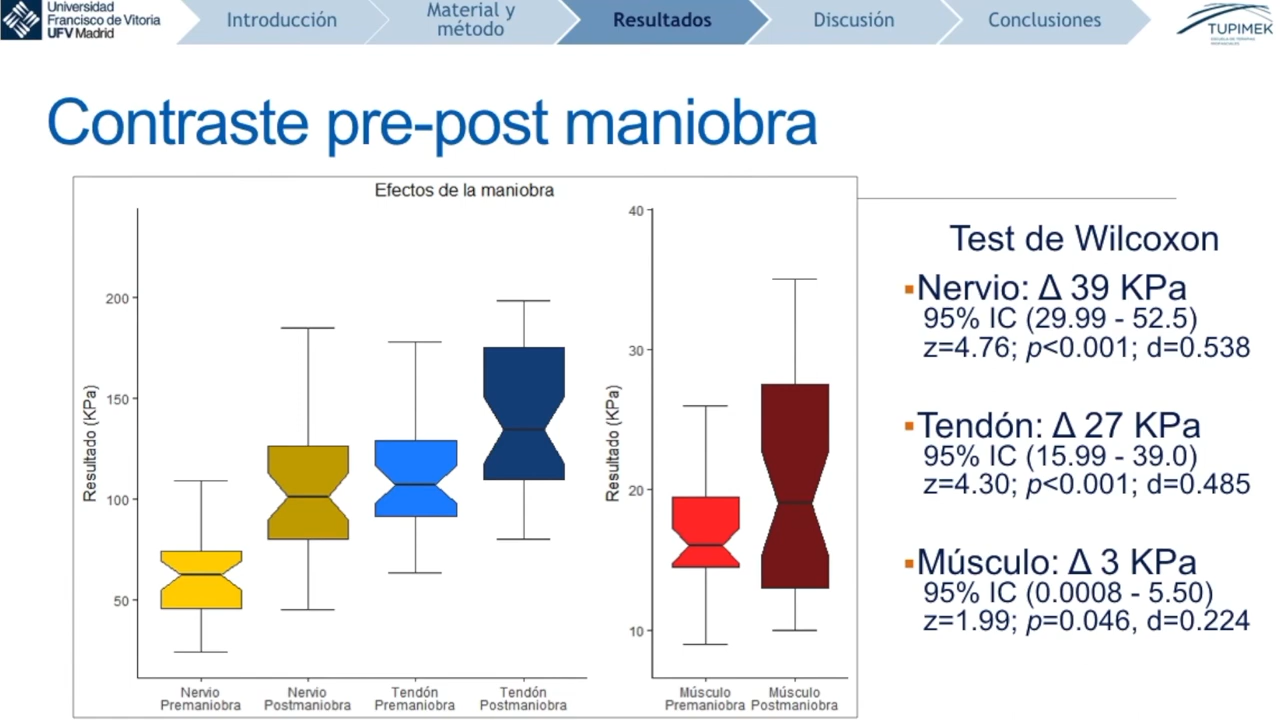 Universidad
Francisco de Vitoria
UFV Madrid
Introducción
Material y
método
Resultados
Discusión
Conclusiones
TUPIMEK
Contraste pre-post maniobra
Efectos de la maniobra
Resultado (KPa)
200
150
100
50
Nervio
Premaniobra
Nervio
Postmaniobra
Tendón
Premaniobra
Tendón
Postmaniobra
Resultado (KPa)
40
30
20
10
Músculo
Premaniobra
Músculo
Postmaniobra
Test de Wilcoxon
▪Nervio: Δ 39 KPa
95% IC (29.99 - 52.5)
z=4.76; p<0.001; d=0.538
▪Tendón: Δ 27 KPa
95% IC (15.99 - 39.0)
z=4.30; p<0.001; d=0.485
▪Músculo: Δ 3 KPa
95% IC (0.0008 - 5.50)
z=1.99; p=0.046, d=0.224